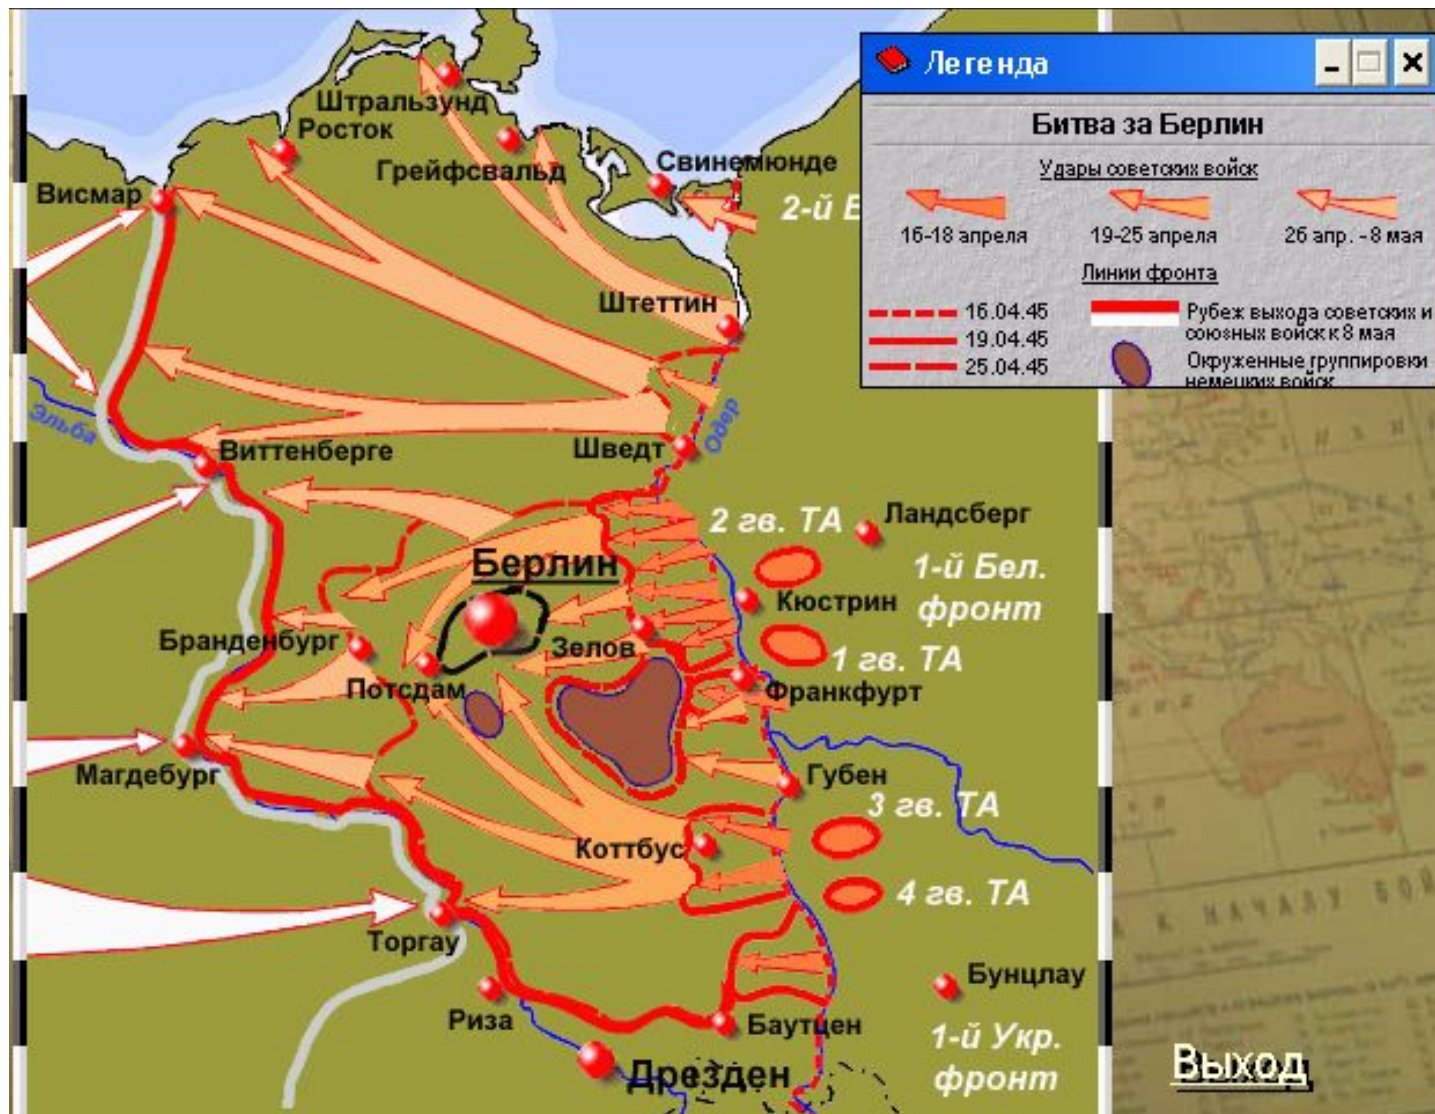 Легенда
Битва за Берлин
Удары советских войск
16-18 апреля
19-25 апреля
26 апр. - 8 мая
Линии фронта
16.04.45
19.04.45
25.04.45
Рубеж выхода советских и
союзных войск к 8 мая
Окруженные группировки
немецких войск
Штральзунд
Росток
Грейфсвальд
Свинемюнде
Висмар
2-й
Штеттин
Эльба
Одер
Виттенберге
Шведт
2 гв. ТА
Ландсберг
Берлин
1-й Бел.
фронт
Кюстрин
Бранденбург
Зелов
1 гв. ТА
Потсдам
Франкфурт
Магдебург
Губен
3 гв. ТА
Коттбус
4 гв. ТА
Торгау
Бунцлау
Риза
Баутцен
1-й Укр.
фронт
Дрезден
К НАЧАЛУ
Выход